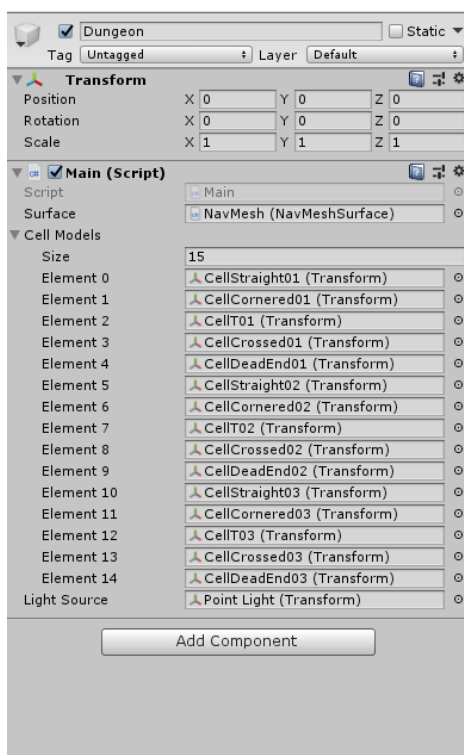 Dungeon Static
Tag Untagged Layer Default
Transform
Position X 0 Y 0 Z 0
Rotation X 0 Y 0 Z 0
Scale X 1 Y 1 Z 1
Main (Script)
Script Main
Surface NavMesh (NavMeshSurface)
Cell Models
Size 15
Element 0 CellStraight01 (Transform)
Element 1 CellCornered01 (Transform)
Element 2 CellT01 (Transform)
Element 3 CellCrossed01 (Transform)
Element 4 CellDeadEnd01 (Transform)
Element 5 CellStraight02 (Transform)
Element 6 CellCornered02 (Transform)
Element 7 CellT02 (Transform)
Element 8 CellCrossed02 (Transform)
Element 9 CellDeadEnd02 (Transform)
Element 10 CellStraight03 (Transform)
Element 11 CellCornered03 (Transform)
Element 12 CellT03 (Transform)
Element 13 CellCrossed03 (Transform)
Element 14 CellDeadEnd03 (Transform)
Light Source Point Light (Transform)
Add Component